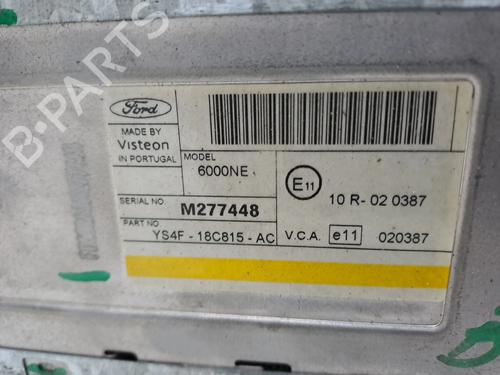 B-PARTS
Ford
MADE BY
Visteon
IN PORTUGAL
MODEL
6000NE
E11
10 R- 02 0387
SERIAL NO.
M277448
PART NO
YS4F - 18C815 - AC
V.C.A. e11 020387